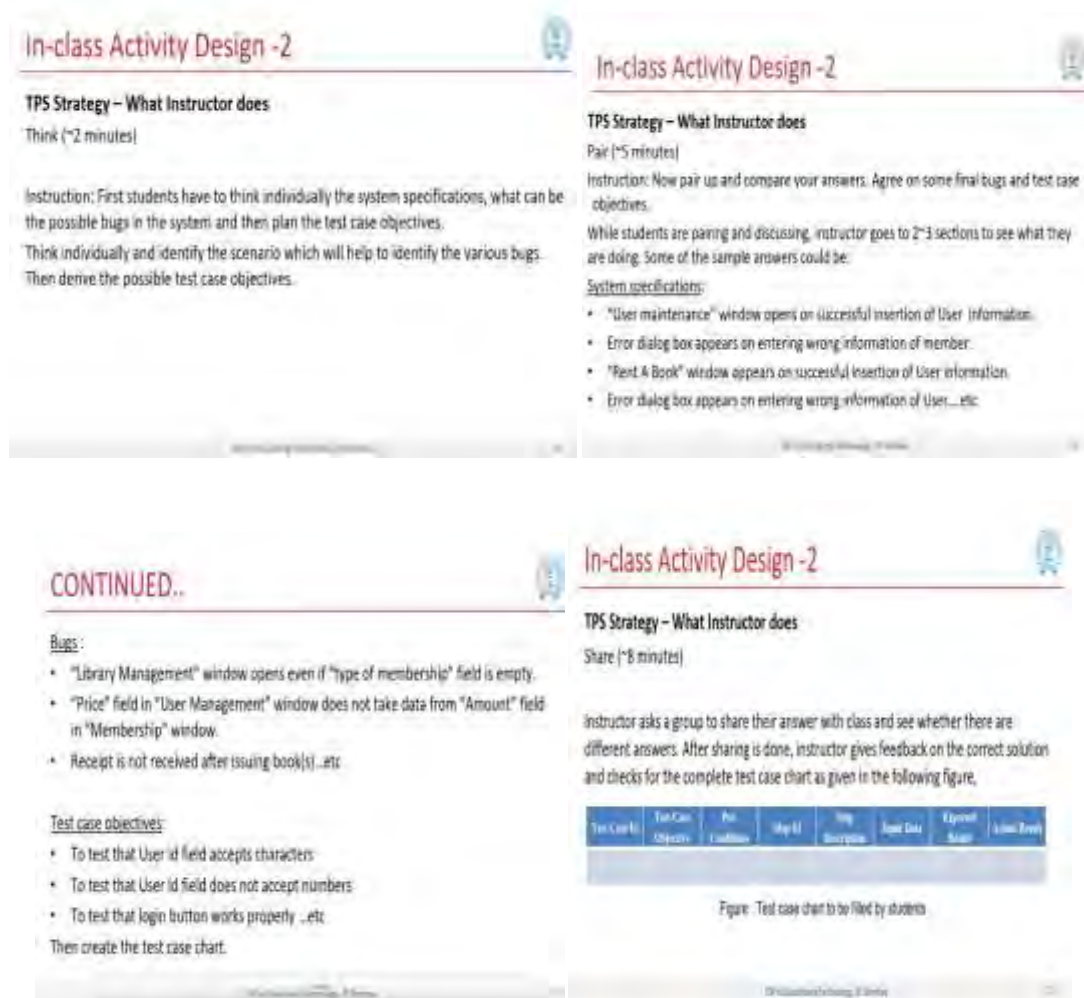 In-class Activity Design -2
TPS Strategy – What Instructor does
Think (~2 minutes)
Instruction: First students have to think individually the system specifications, what can be
the possible bugs in the system and then plan the test case objectives.
Think individually and identify the scenario which will help to identify the various bugs.
Then derive the possible test case objectives.
In-class Activity Design -2
TPS Strategy – What Instructor does
Pair (~5 minutes)
Instruction: Now pair up and compare your answers. Agree on some final bugs and test case
objectives.
While students are pairing and discussing, instructor goes to 2~3 sections to see what they
are doing. Some of the sample answers could be:
System specifications:
• "User maintenance" window opens on successful insertion of User Information.
• Error dialog box appears on entering wrong information of member.
• "Rent A Book" window appears on successful insertion of User information.
• Error dialog box appears on entering wrong information of User....etc
CONTINUED..
Bugs :
• "Library Management" window opens even if "type of membership" field is empty.
• "Price" field in "User Management" window does not take data from "Amount" field
in "Membership" window.
• Receipt is not received after issuing book(s)...etc
Test case objectives:
• To test that User id field accepts characters
• To test that User id field does not accept numbers
• To test that login button works properly ...etc
Then create the test case chart.
In-class Activity Design -2
TPS Strategy – What Instructor does
Share (~8 minutes)
Instructor asks a group to share their answer with class and see whether there are
different answers. After sharing is done, instructor gives feedback on the correct solution
and checks for the complete test case chart as given in the following figure,
Test Case Objective
Step Description
Input Data
Expected Result
Actual Result
Figure : Test case chart to be filled by students